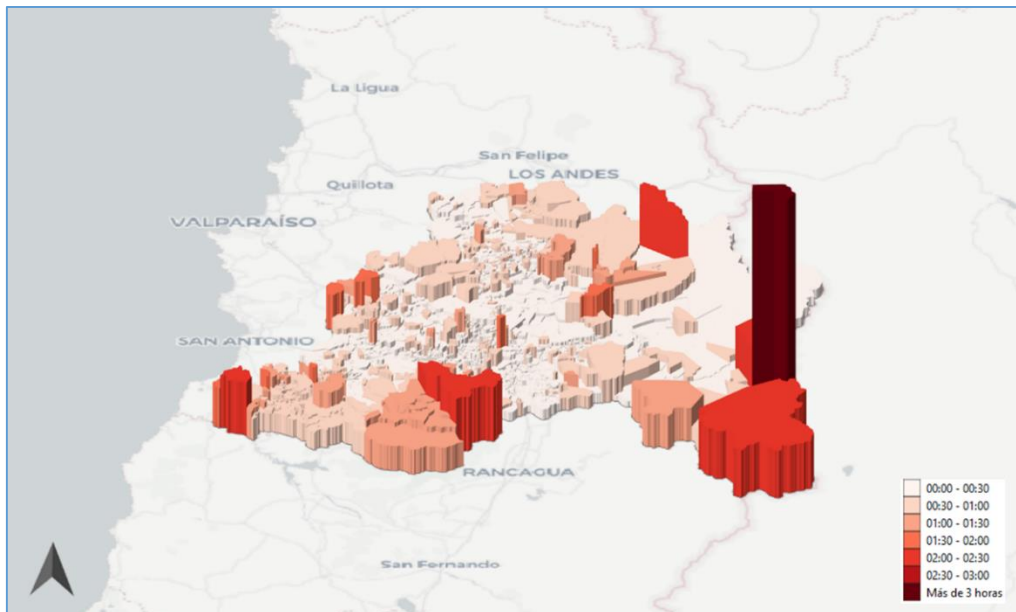 La Ligua
San Felipe
LOS ANDES
Quillota
VALPARAÍSO
SAN ANTONIO
RANCAGUA
San Fernando
00:00 - 00:30
00:30 - 01:00
01:00 - 01:30
01:30 - 02:00
02:00 - 02:30
02:30 - 03:00
Más de 3 horas